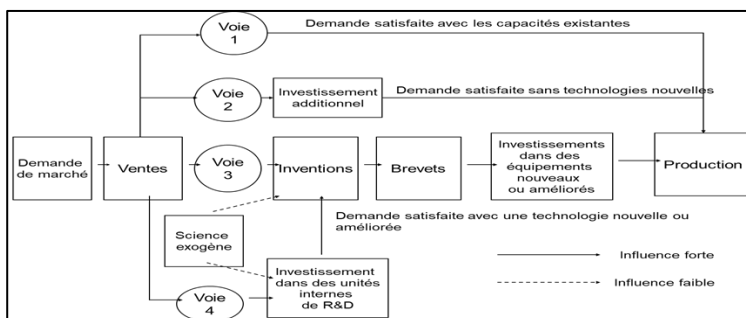 Voie
1
Demande satisfaite avec les capacités existantes
Voie
2
Investissement
additionnel
Demande satisfaite sans technologies nouvelles
Demande
de marché
Ventes
Voie
3
Inventions
Brevets
Investissements
dans des
équipements
nouveaux
ou améliorés
Production
Science
exogène
Demande satisfaite avec une technologie nouvelle ou
améliorée
Voie
4
Investissement
dans des unités
internes
de R&D
Influence forte
Influence faible